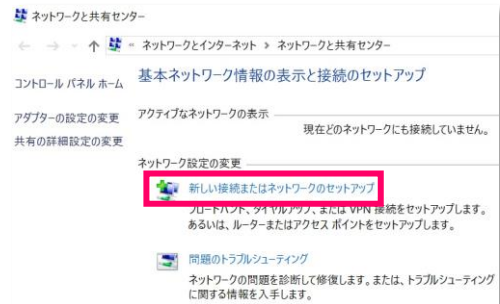 ネットワークと共有センター
ネットワークとインターネット › ネットワークと共有センター
コントロール パネル ホーム
アダプターの設定の変更
共有の詳細設定の変更
基本ネットワーク情報の表示と接続のセットアップ
アクティブなネットワークの表示
現在どのネットワークにも接続していません。
ネットワーク設定の変更
新しい接続またはネットワークのセットアップ
ブロードバンド、ダイヤルアップ、または VPN 接続をセットアップします。
あるいは、ルーターまたはアクセス ポイントをセットアップします。
問題のトラブルシューティング
ネットワークの問題を診断して修復します。または、トラブルシューティング
に関する情報を入手します。